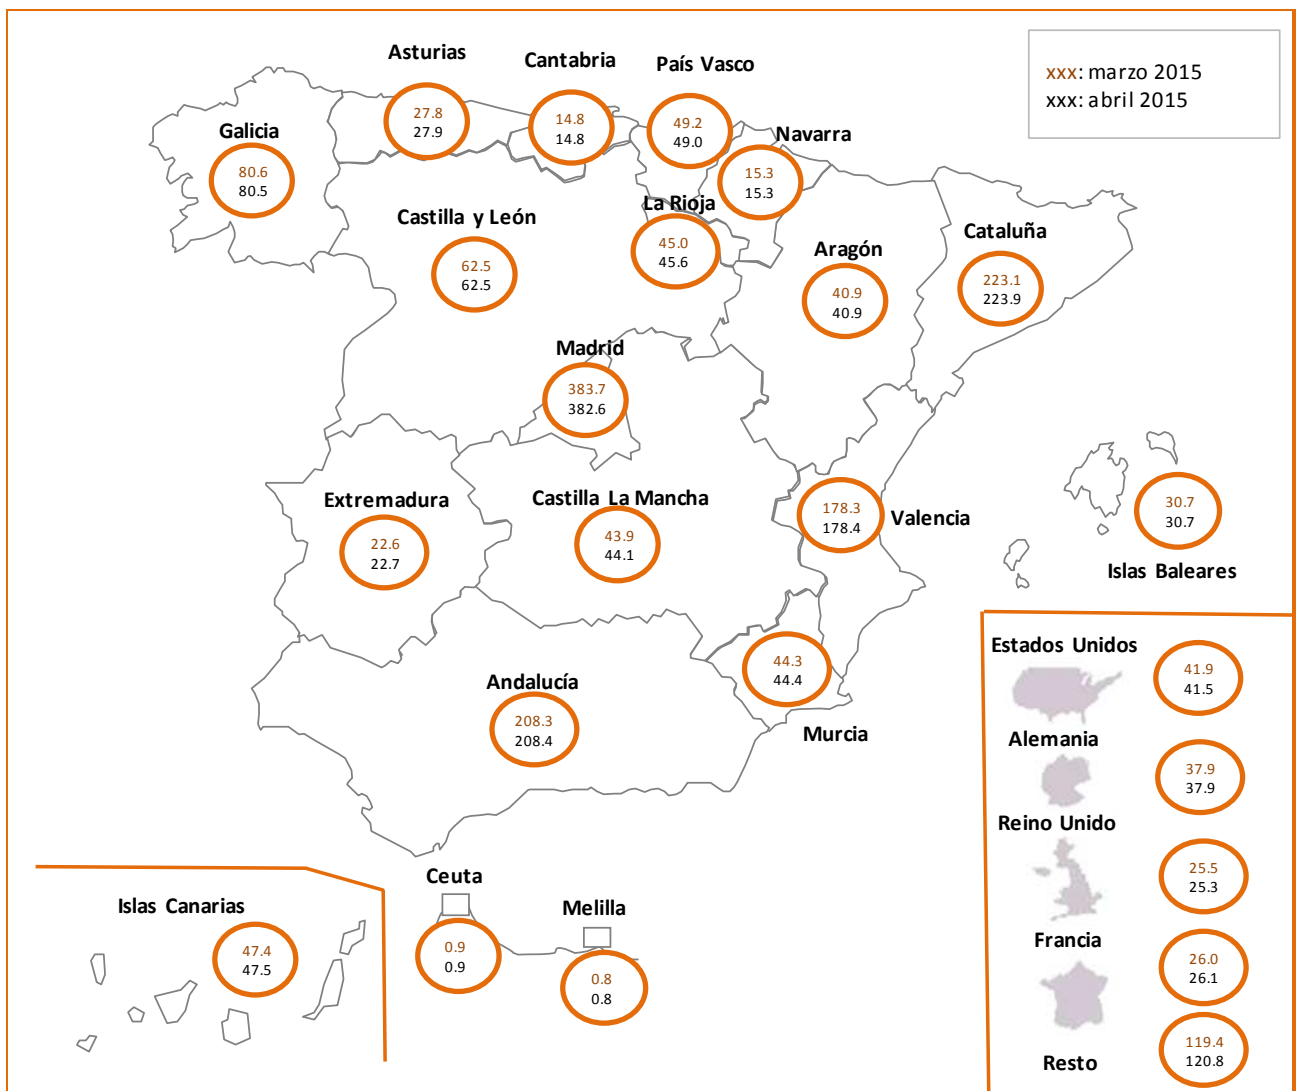 xxx: marzo 2015
xxx: abril 2015
Asturias
27.8
27.9
Cantabria
14.8
14.8
País Vasco
49.2
49.0
Navarra
15.3
15.3
Galicia
80.6
80.5
Castilla y León
62.5
62.5
La Rioja
45.0
45.6
Aragón
40.9
40.9
Cataluña
223.1
223.9
Madrid
383.7
382.6
Extremadura
22.6
22.7
Castilla La Mancha
43.9
44.1
178.3
178.4
Valencia
30.7
30.7
Islas Baleares
Andalucía
208.3
208.4
44.3
44.4
Murcia
Estados Unidos
41.9
41.5
Alemania
37.9
37.9
Reino Unido
25.5
25.3
Francia
26.0
26.1
Resto
119.4
120.8
Islas Canarias
47.4
47.5
Ceuta
0.9
0.9
Melilla
0.8
0.8